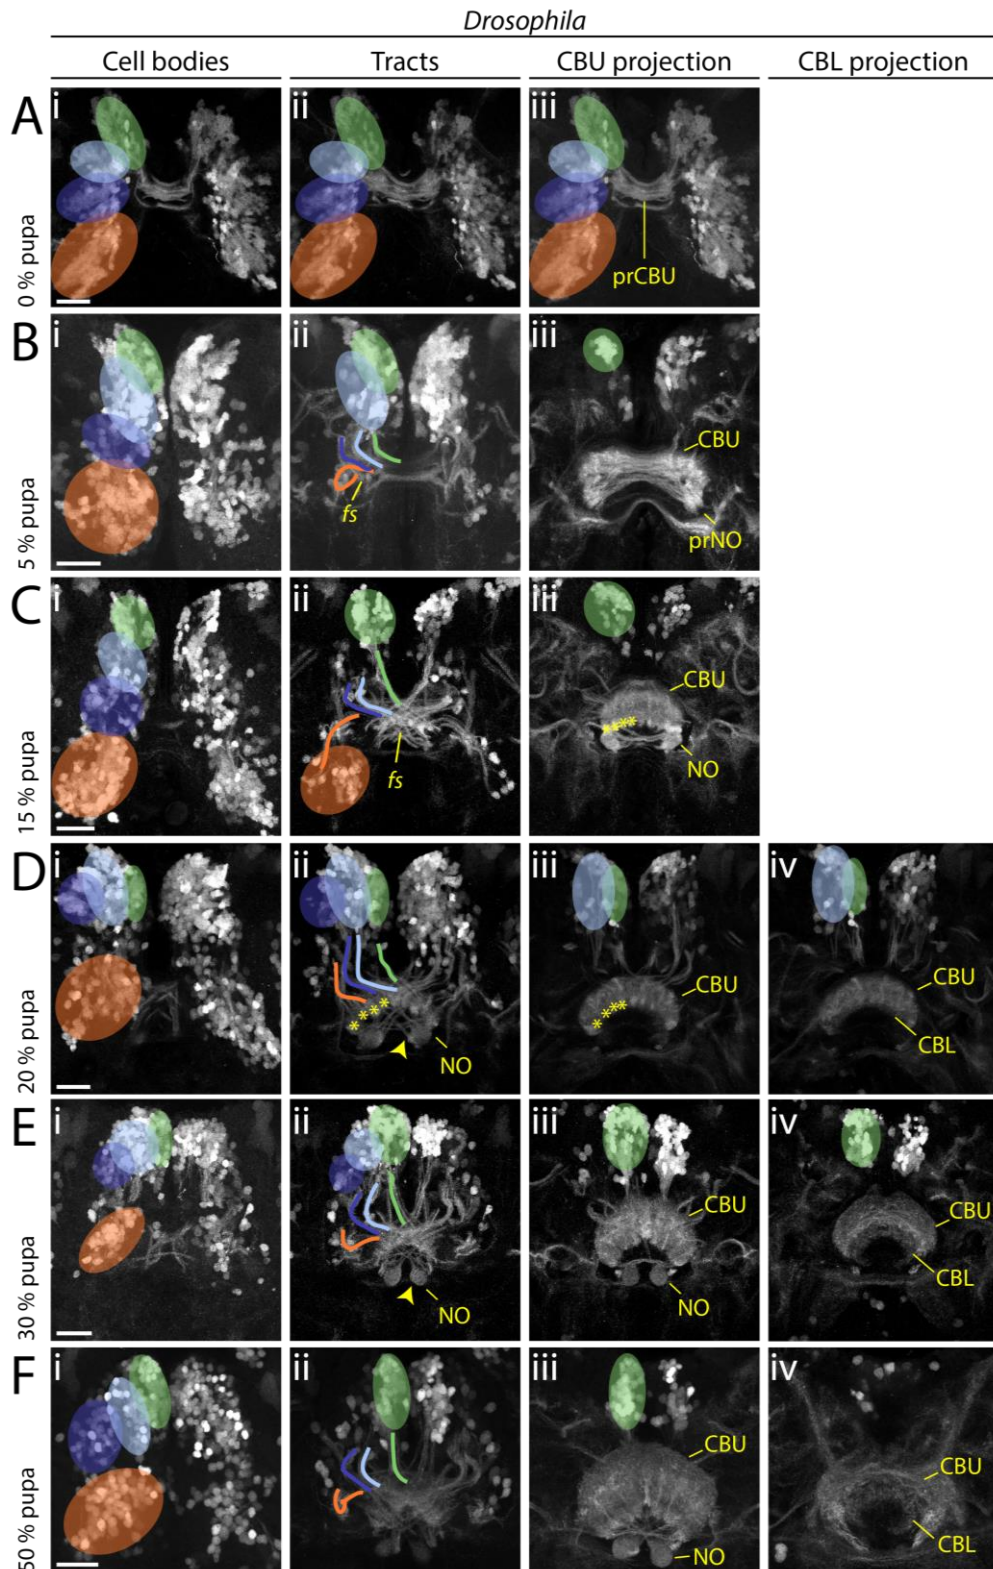 Drosophila
Cell bodies Tracts CBU projection CBL projection
A
0 % pupa
i ii iii
prCBU
B
5 % pupa
i ii iii
fs
CBU
prNO
C
15 % pupa
i ii iii
fs
CBU
****
NO
D
20 % pupa
i ii iii iv
****
NO
CBU
****
CBU
CBL
E
30 % pupa
i ii iii iv
NO
CBU
NO
CBU
CBL
F
50 % pupa
i ii iii iv
CBU
NO
CBU
CBL